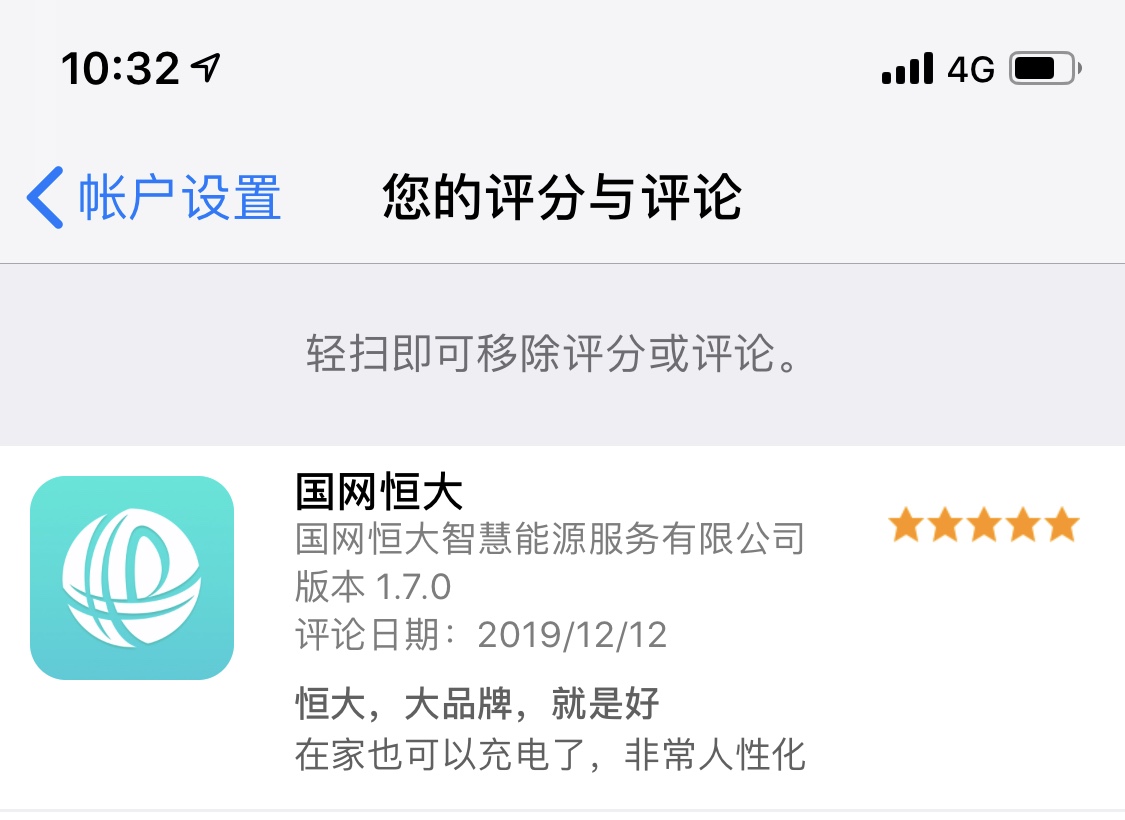 10:32 4G
帐户设置 您的评分与评论
轻扫即可移除评分或评论。
国网恒大
国网恒大智慧能源服务有限公司
版本 1.7.0
评论日期：2019/12/12
恒大，大品牌，就是好
在家也可以充电了，非常人性化